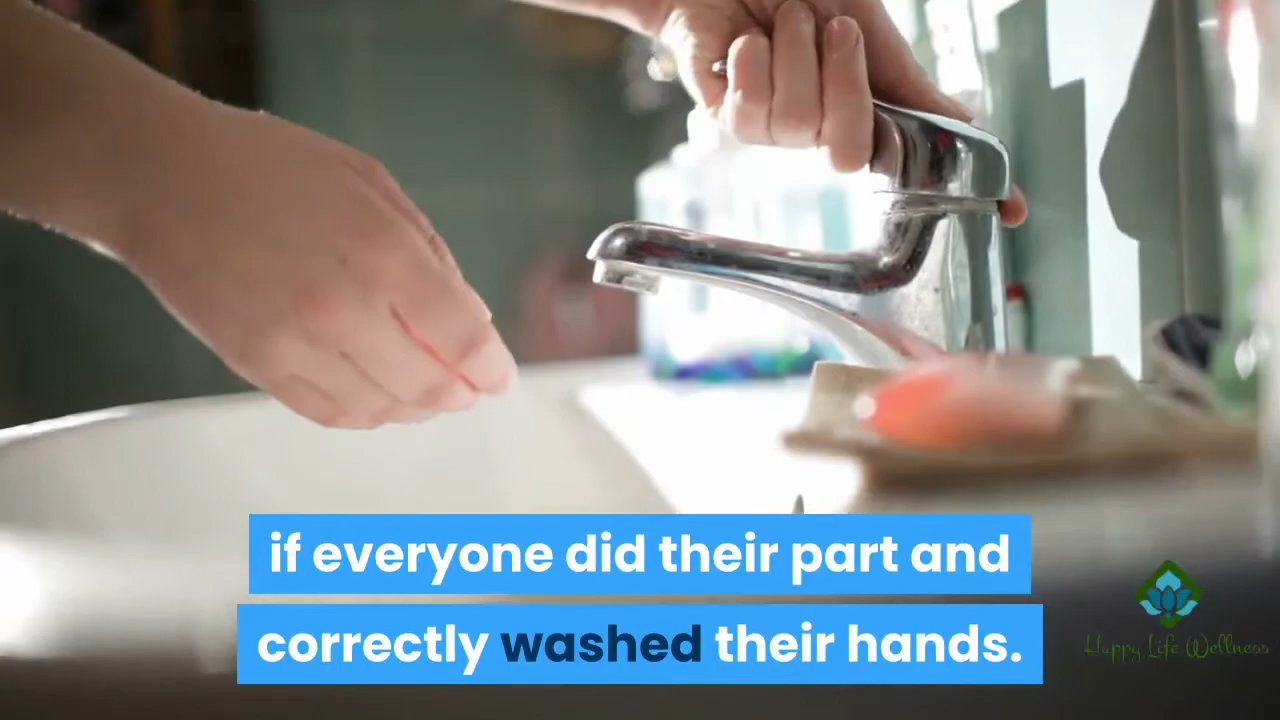 if everyone did their part and
correctly washed their hands.
Happy Life Wellness